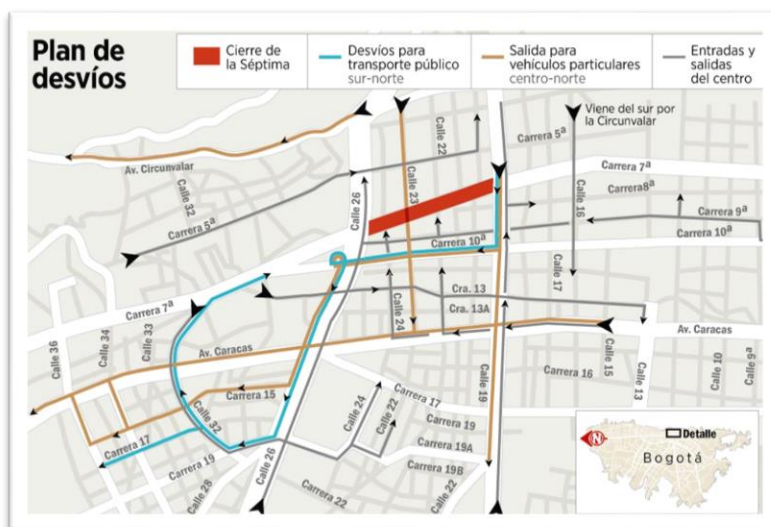 Plan de
desvíos
Cierre de
la Séptima
Desvíos para
transporte público
sur-norte
Salida para
vehículos particulares
centro-norte
Entradas y
salidas
del centro
Viene del sur por
la Circunvalar
Av. Circunvalar
Calle 32
Carrera 5ª
Calle 26
Calle 22
Calle 23
Carrera 5ª
Carrera 7ª
Carrera8ª
Calle 16
Carrera 9ª
Carrera 10ª
Carrera 10ª
Calle 17
Carrera 7ª
Calle 36
Calle 34
Calle 33
Av. Caracas
Cra. 13
Cra. 13A
Calle 24
Av. Caracas
Carrera 15
Calle 32
Carrera 17
Carrera 19
Calle 28
Calle 26
Carrera 22
Calle 24
Calle 22
Carrera 17
Carrera 19
Carrera 19A
Carrera 19B
Calle 22
Calle 19
Carrera 16
Calle 15
Calle 13
Calle 10
Calle 9ª
N
Detalle
Bogotá